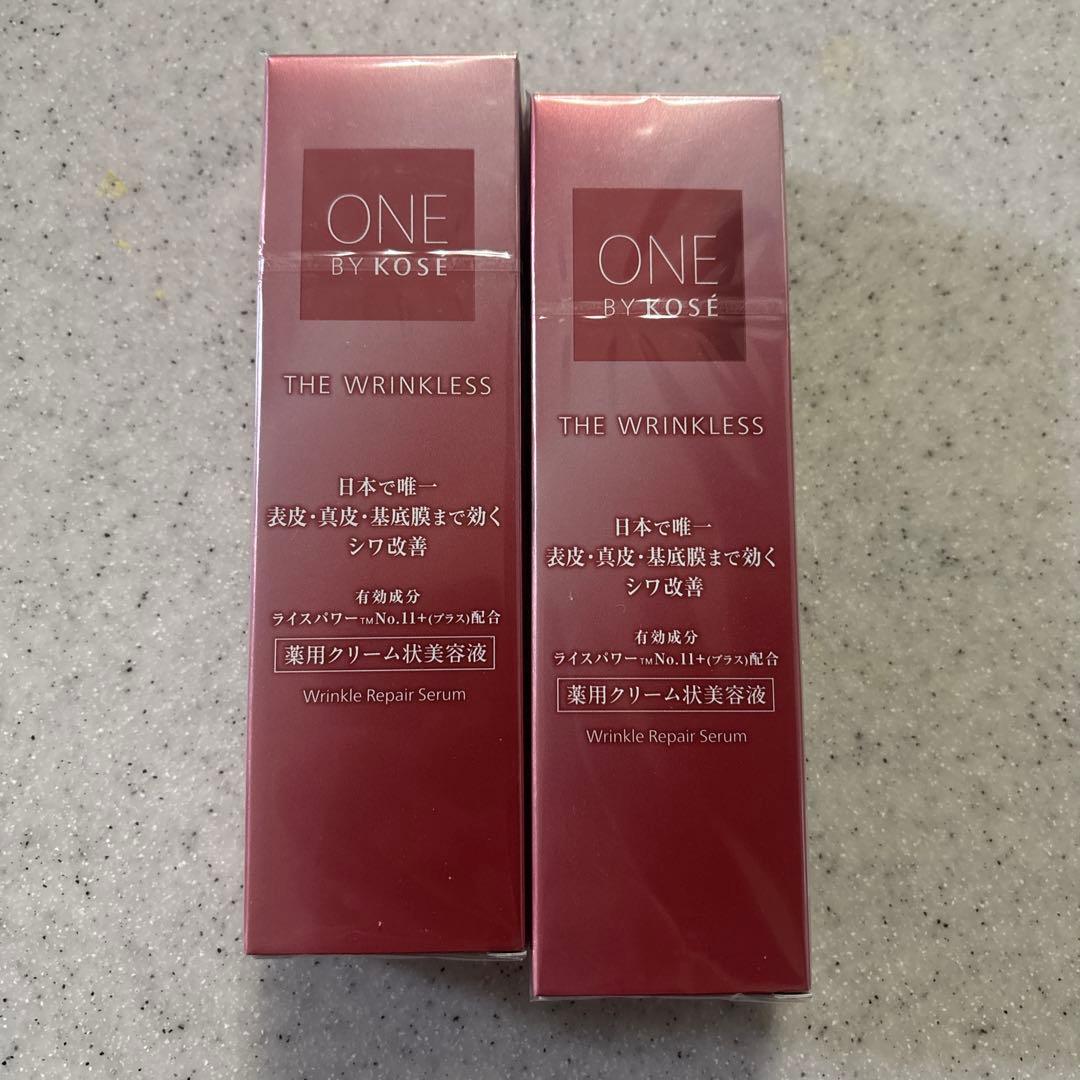 ONE
BY KOSÉ
THE WRINKLESS
日本で唯一
表皮・真皮・基底膜まで効く
シワ改善
有効成分
ライスパワー™No.11+(プラス)配合
薬用クリーム状美容液
Wrinkle Repair Serum
ONE
BY KOSÉ
THE WRINKLESS
日本で唯一
表皮・真皮・基底膜まで効く
シワ改善
有効成分
ライスパワー™No.11+(プラス)配合
薬用クリーム状美容液
Wrinkle Repair Serum